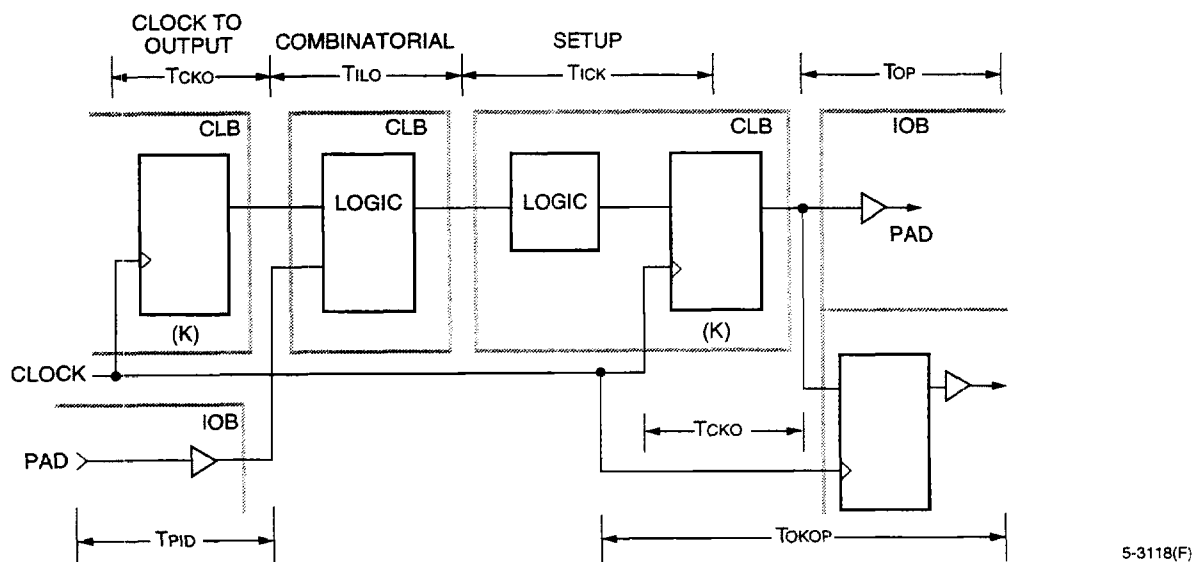 CLOCK TO
OUTPUT
COMBINATORIAL
SETUP
TCKO
TILO
TICK
TOP
CLB
CLB
CLB
IOB
LOGIC
LOGIC
PAD
(K)
(K)
CLOCK
IOB
TCKO
PAD
TPID
TOKOP
5-3118(F)